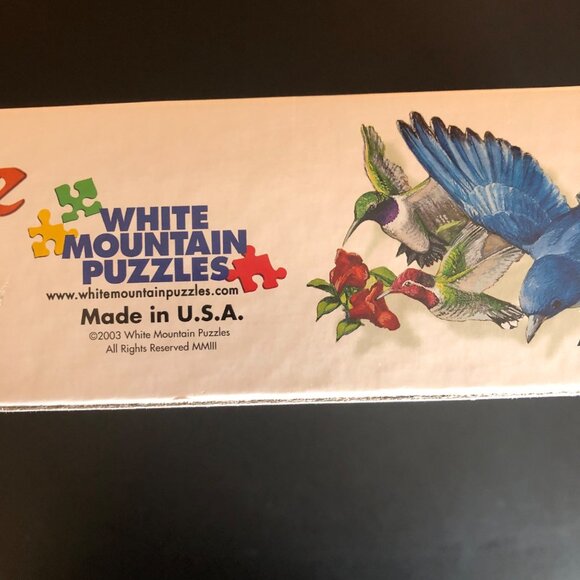 e
WHITE
MOUNTAIN
PUZZLES
www.whitemountainpuzzles.com
Made in U.S.A.
©2003 White Mountain Puzzles
All Rights Reserved MMIII